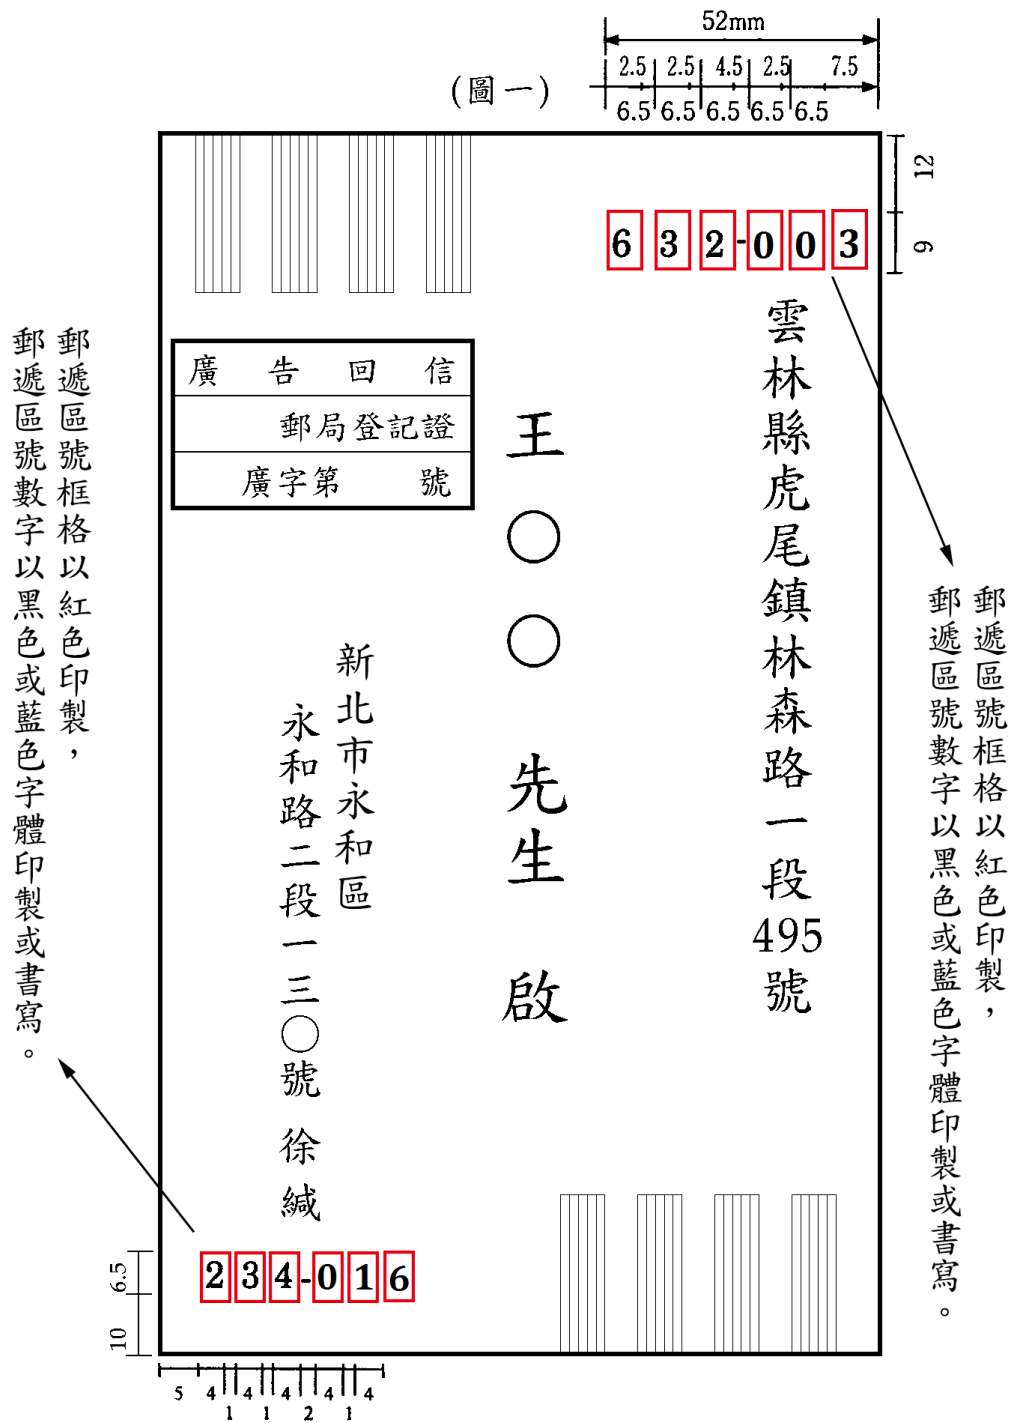 (圖一)
52mm
2.5 2.5 4.5 2.5 7.5
6.5 6.5 6.5 6.5 6.5
12
9
632-003
雲林縣虎尾鎮林森路一段495號
王○○ 先生 啟
廣告回信
郵局登記證
廣字第 號
新北市永和區
永和路二段一三○號 徐緘
234-016
郵遞區號框格以紅色印製，
郵遞區號數字以黑色或藍色字體印製或書寫。
郵遞區號框格以紅色印製，
郵遞區號數字以黑色或藍色字體印製或書寫。
6.5
10
5 4 4 4 4 4
1 1 2 1